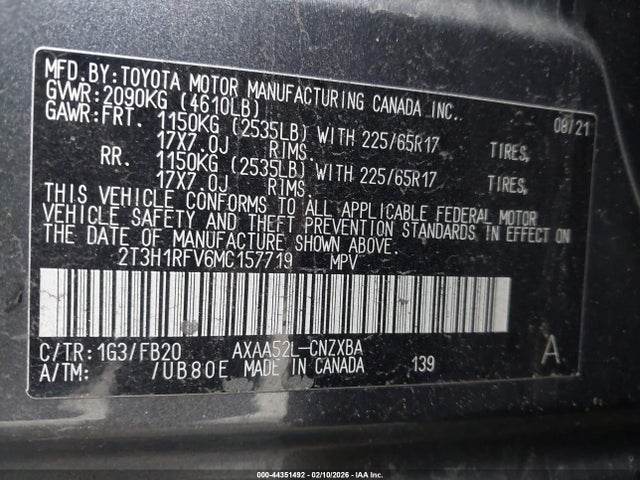 MFD.BY:TOYOTA MOTOR MANUFACTURING CANADA INC.
GVWR:2090KG (4610LB) 08/21
GAWR:FRT. 1150KG (2535LB) WITH 225/65R17 TIRES,
17X7.0J RIMS.
RR. 1150KG (2535LB) WITH 225/65R17 TIRES,
17X7.0J RIMS.
THIS VEHICLE CONFORMS TO ALL APPLICABLE FEDERAL MOTOR
VEHICLE SAFETY AND THEFT PREVENTION STANDARDS IN EFFECT ON
THE DATE OF MANUFACTURE SHOWN ABOVE.
2T3H1RFV6MC157719 MPV
C/TR:1G3/FB20 AXAA52L-CNZXBA A
A/TM: /UB80E MADE IN CANADA 139
000-44351492 - 02/10/2026 - IAA Inc.